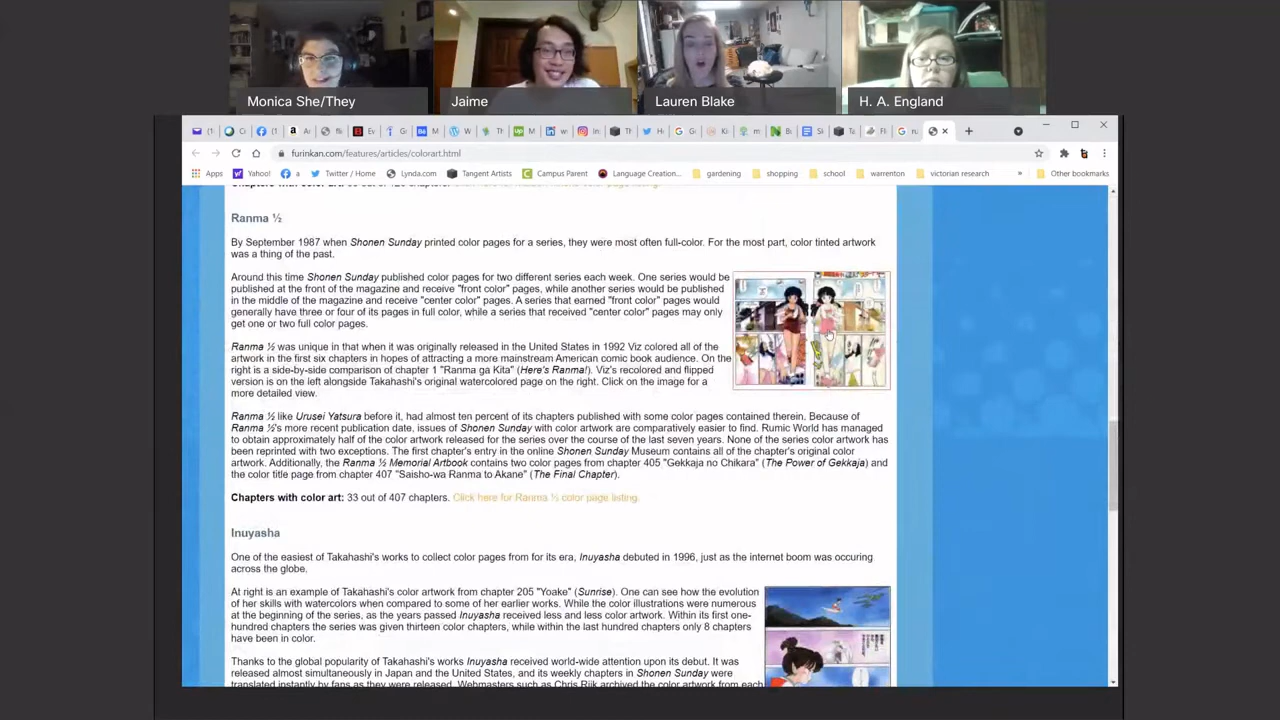 Monica She/They
Jaime
Lauren Blake
H. A. England
furinkan.com/features/articles/colorart.html
Apps Yahoo! a Twitter / Home Lynda.com Tangent Artists Campus Parent Language Creation... gardening shopping school warrenton victorian research » Other bookmarks
Ranma ½
By September 1987 when Shonen Sunday printed color pages for a series, they were most often full-color. For the most part, color tinted artwork
was a thing of the past.
Around this time Shonen Sunday published color pages for two different series each week. One series would be
published at the front of the magazine and receive "front color" pages, while another series would be published
in the middle of the magazine and receive "center color" pages. A series that earned "front color" pages would
generally have three or four of its pages in full color, while a series that received "center color" pages may only
get one or two full color pages.
Ranma ½ was unique in that when it was originally released in the United States in 1992 Viz colored all of the
artwork in the first six chapters in hopes of attracting a more mainstream American comic book audience. On the
right is a side-by-side comparison of chapter 1 "Ranma ga Kita" (Here's Ranma!). Viz's recolored and flipped
version is on the left alongside Takahashi's original watercolored page on the right. Click on the image for a
more detailed view.
Ranma ½ like Urusei Yatsura before it, had almost ten percent of its chapters published with some color pages contained therein. Because of
Ranma ½'s more recent publication date, issues of Shonen Sunday with color artwork are comparatively easier to find. Rumic World has managed
to obtain approximately half of the color artwork released for the series over the course of the last seven years. None of the series color artwork has
been reprinted with two exceptions. The first chapter's entry in the online Shonen Sunday Museum contains all of the chapter's original color
artwork. Additionally, the Ranma ½ Memorial Artbook contains two color pages from chapter 405 "Gekkaja no Chikara" (The Power of Gekkaja) and
the color title page from chapter 407 "Saisho-wa Ranma to Akane" (The Final Chapter).
Chapters with color art: 33 out of 407 chapters. Click here for Ranma ½ color page listing.
Inuyasha
One of the easiest of Takahashi's works to collect color pages from for its era, Inuyasha debuted in 1996, just as the internet boom was occuring
across the globe.
At right is an example of Takahashi's color artwork from chapter 205 "Yoake" (Sunrise). One can see how the evolution
of her skills with watercolors when compared to some of her earlier works. While the color illustrations were numerous
at the beginning of the series, as the years passed Inuyasha received less and less color artwork. Within its first one-
hundred chapters the series was given thirteen color chapters, while within the last hundred chapters only 8 chapters
have been in color.
Thanks to the global popularity of Takahashi's works Inuyasha received world-wide attention upon its debut. It was
released almost simultaneously in Japan and the United States, and its weekly chapters in Shonen Sunday were
translated instantly by fans as they were released. Webmasters such as Chris Rijk archived the color artwork from each